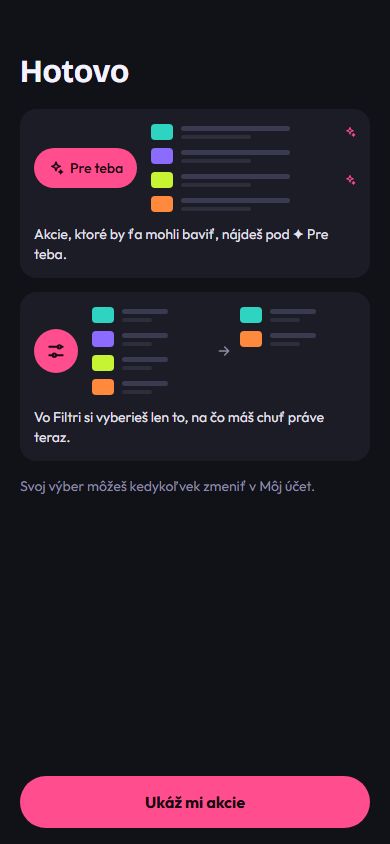 Hotovo
Pre teba
Akcie, ktoré by ťa mohli baviť, nájdeš pod ✦ Pre
teba.
Vo Filtri si vyberieš len to, na čo máš chuť práve
teraz.
Svoj výber môžeš kedykoľvek zmeniť v Môj účet.
Ukáž mi akcie